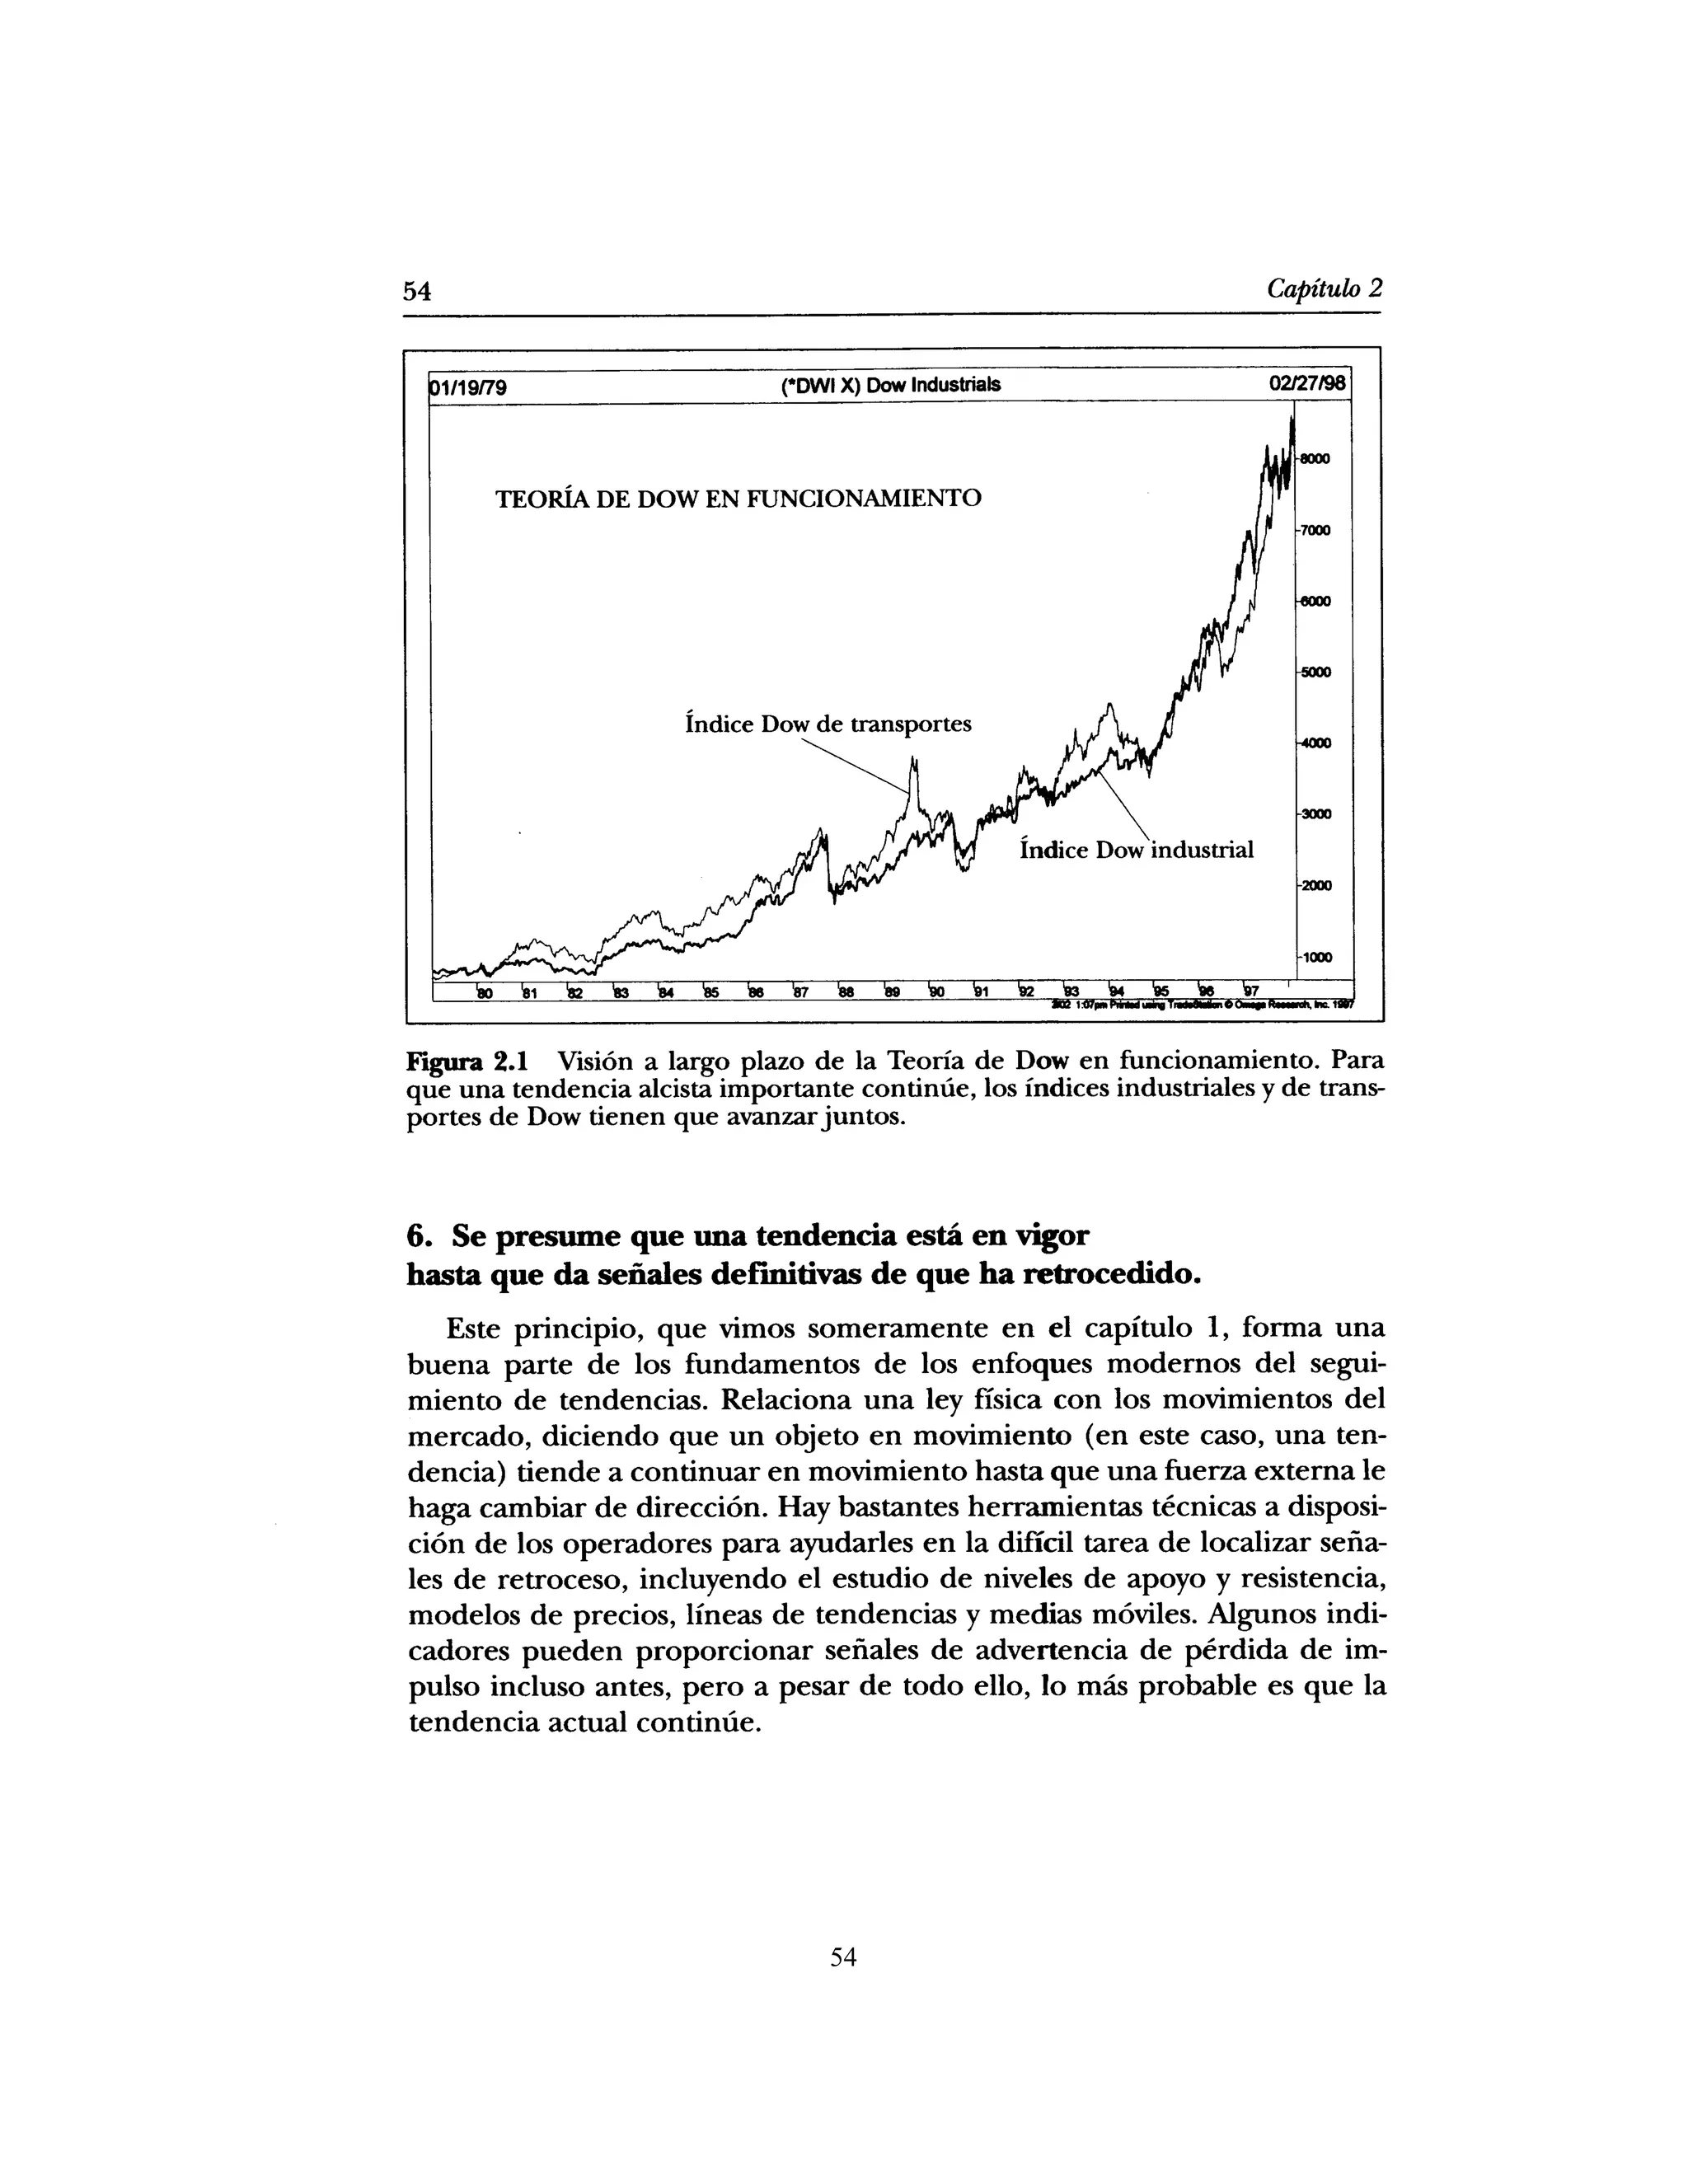 54
Capítulo 2
01/19/79
(*DWI X) Dow Industrials
02/27/98
TEORÍA DE DOW EN FUNCIONAMIENTO
8000
7000
6000
5000
Índice Dow de transportes
4000
3000
Índice Dow industrial
2000
1000
'80 '81 '82 '83 '84 '85 '86 '87 '88 '89 '90 '91 '92 '93 '94 '95 '96 '97
1:07pm Printed using TradeStation © Omega Research, Inc. 1997
Figura 2.1 Visión a largo plazo de la Teoría de Dow en funcionamiento. Para
que una tendencia alcista importante continúe, los índices industriales y de trans-
portes de Dow tienen que avanzar juntos.
6. Se presume que una tendencia está en vigor
hasta que da señales definitivas de que ha retrocedido.
Este principio, que vimos someramente en el capítulo 1, forma una
buena parte de los fundamentos de los enfoques modernos del segui-
miento de tendencias. Relaciona una ley física con los movimientos del
mercado, diciendo que un objeto en movimiento (en este caso, una ten-
dencia) tiende a continuar en movimiento hasta que una fuerza externa le
haga cambiar de dirección. Hay bastantes herramientas técnicas a disposi-
ción de los operadores para ayudarles en la difícil tarea de localizar seña-
les de retroceso, incluyendo el estudio de niveles de apoyo y resistencia,
modelos de precios, líneas de tendencias y medias móviles. Algunos indi-
cadores pueden proporcionar señales de advertencia de pérdida de im-
pulso incluso antes, pero a pesar de todo ello, lo más probable es que la
tendencia actual continúe.
54